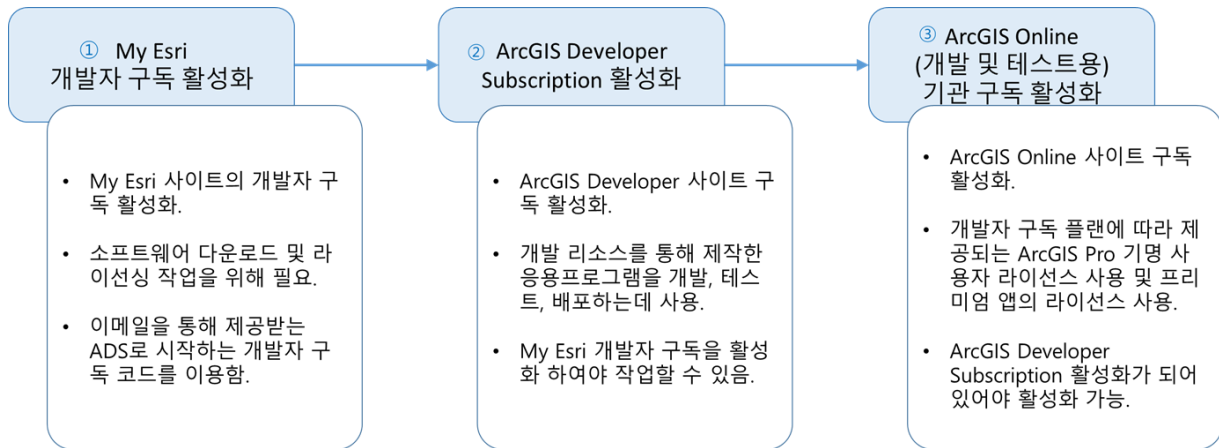 ① My Esri
개발자 구독 활성화
• My Esri 사이트의 개발자 구
독 활성화.
• 소프트웨어 다운로드 및 라
이선싱 작업을 위해 필요.
• 이메일을 통해 제공받는
ADS로 시작하는 개발자 구
독 코드를 이용함.
② ArcGIS Developer
Subscription 활성화
• ArcGIS Developer 사이트 구
독 활성화.
• 개발 리소스를 통해 제작한
응용프로그램을 개발, 테스
트, 배포하는데 사용.
• My Esri 개발자 구독을 활성
화 하여야 작업할 수 있음.
③ ArcGIS Online
(개발 및 테스트용)
기관 구독 활성화
• ArcGIS Online 사이트 구독
활성화.
• 개발자 구독 플랜에 따라 제
공되는 ArcGIS Pro 기명 사
용자 라이선스 사용 및 프리
미엄 앱의 라이선스 사용.
• ArcGIS Developer
Subscription 활성화가 되어
있어야 활성화 가능.